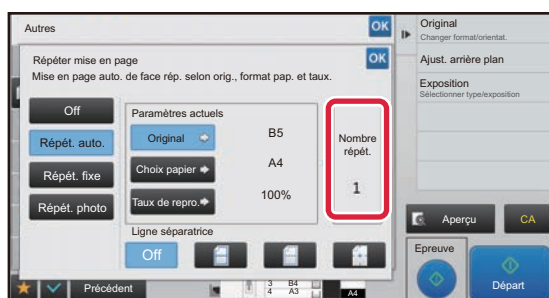 Autres
OK
Répéter mise en page
Mise en page auto. de face rép. selon orig., format pap. et taux.
OK
Off
Répét. auto.
Répét. fixe
Répét. photo
Paramètres actuels
Original
B5
Choix papier
A4
Taux de repro.
100%
Nombre
répét.
1
Ligne séparatrice
Off
Précédent
3 B4
4 A3
A4
Original
Changer format/orientat.
Ajust. arrière plan
Exposition
Sélectionner type/exposition
Aperçu
CA
Epreuve
Départ